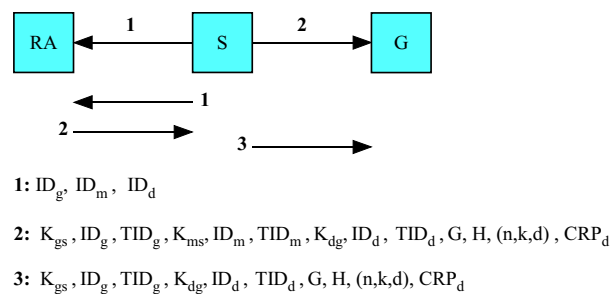 RA 1 S 2 G
1
2
3
1: ID_g, ID_m , ID_d
2: K_gs , ID_g , TID_g , K_ms, ID_m , TID_m , K_dg, ID_d , TID_d , G, H, (n,k,d) , CRP_d
3: K_gs , ID_g , TID_g , K_dg, ID_d , TID_d , G, H, (n,k,d), CRP_d